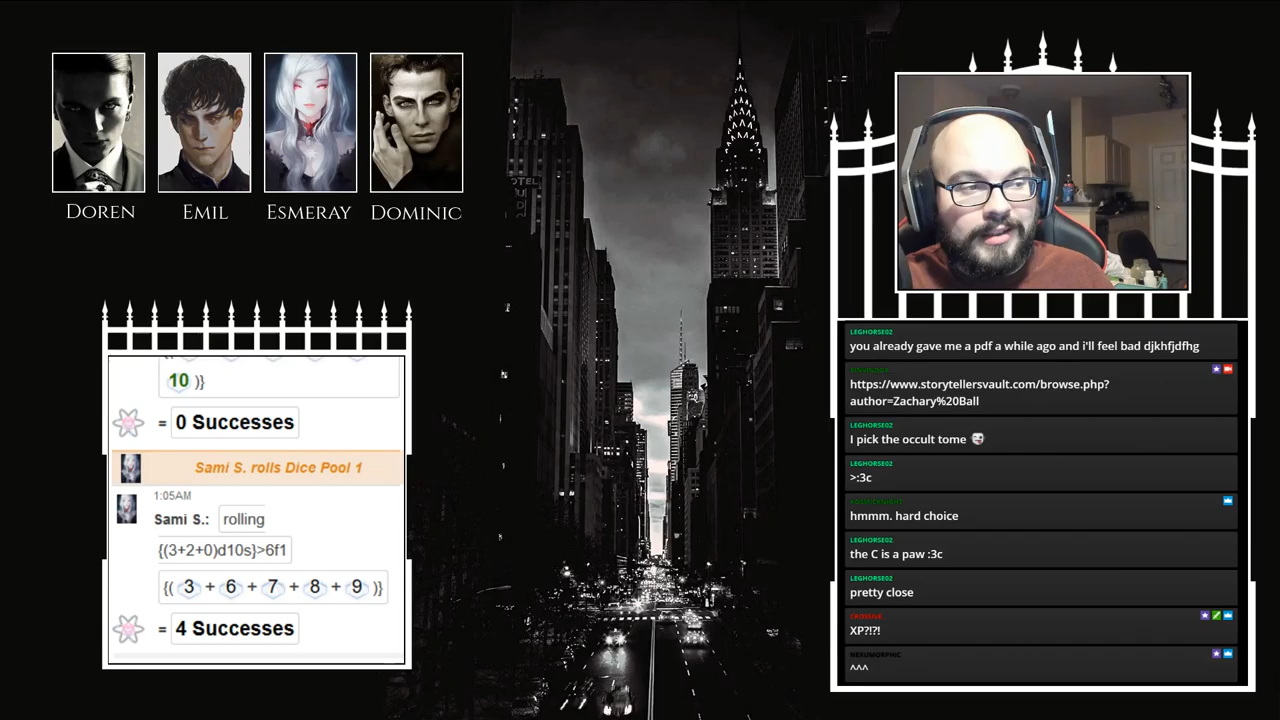 DOREN
EMIL
ESMERAY
DOMINIC
HOTEL
10 )}
= 0 Successes
Sami S. rolls Dice Pool 1
1:05AM
Sami S.: rolling
{(3+2+0)d10s}>6f1
{( 3 + 6 + 7 + 8 + 9 )}
= 4 Successes
LEGHORSE02
you already gave me a pdf a while ago and i'll feel bad djkhfjdfhg
https://www.storytellersvault.com/browse.php?
author=Zachary%20Ball
LEGHORSE02
I pick the occult tome
LEGHORSE02
>:3c
hmmm. hard choice
LEGHORSE02
the C is a paw :3c
LEGHORSE02
pretty close
XP?!?!
NEXUMORPHIC
^^^